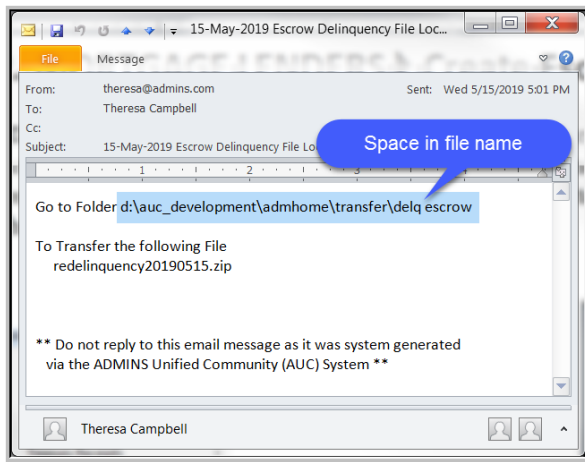 15-May-2019 Escrow Delinquency File Loc...
File Message
From: theresa@admins.com Sent: Wed 5/15/2019 5:01 PM
To: Theresa Campbell
Cc:
Subject: 15-May-2019 Escrow Delinquency File Lo
Space in file name
1 2 3
Go to Folder d:\auc_development\admhome\transfer\delq escrow
To Transfer the following File
redelinquency20190515.zip
** Do not reply to this email message as it was system generated
via the ADMINS Unified Community (AUC) System **
Theresa Campbell